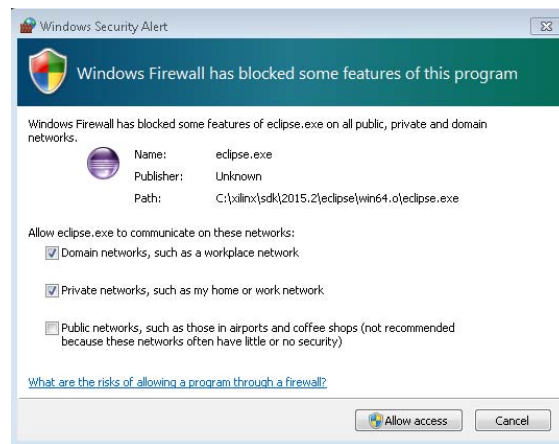 Windows Security Alert
Windows Firewall has blocked some features of this program
Windows Firewall has blocked some features of eclipse.exe on all public, private and domain
networks.
Name: eclipse.exe
Publisher: Unknown
Path: C:\xilinx\sdk\2015.2\eclipse\win64.o\eclipse.exe
Allow eclipse.exe to communicate on these networks:
Domain networks, such as a workplace network
Private networks, such as my home or work network
Public networks, such as those in airports and coffee shops (not recommended
because these networks often have little or no security)
What are the risks of allowing a program through a firewall?
Allow access Cancel